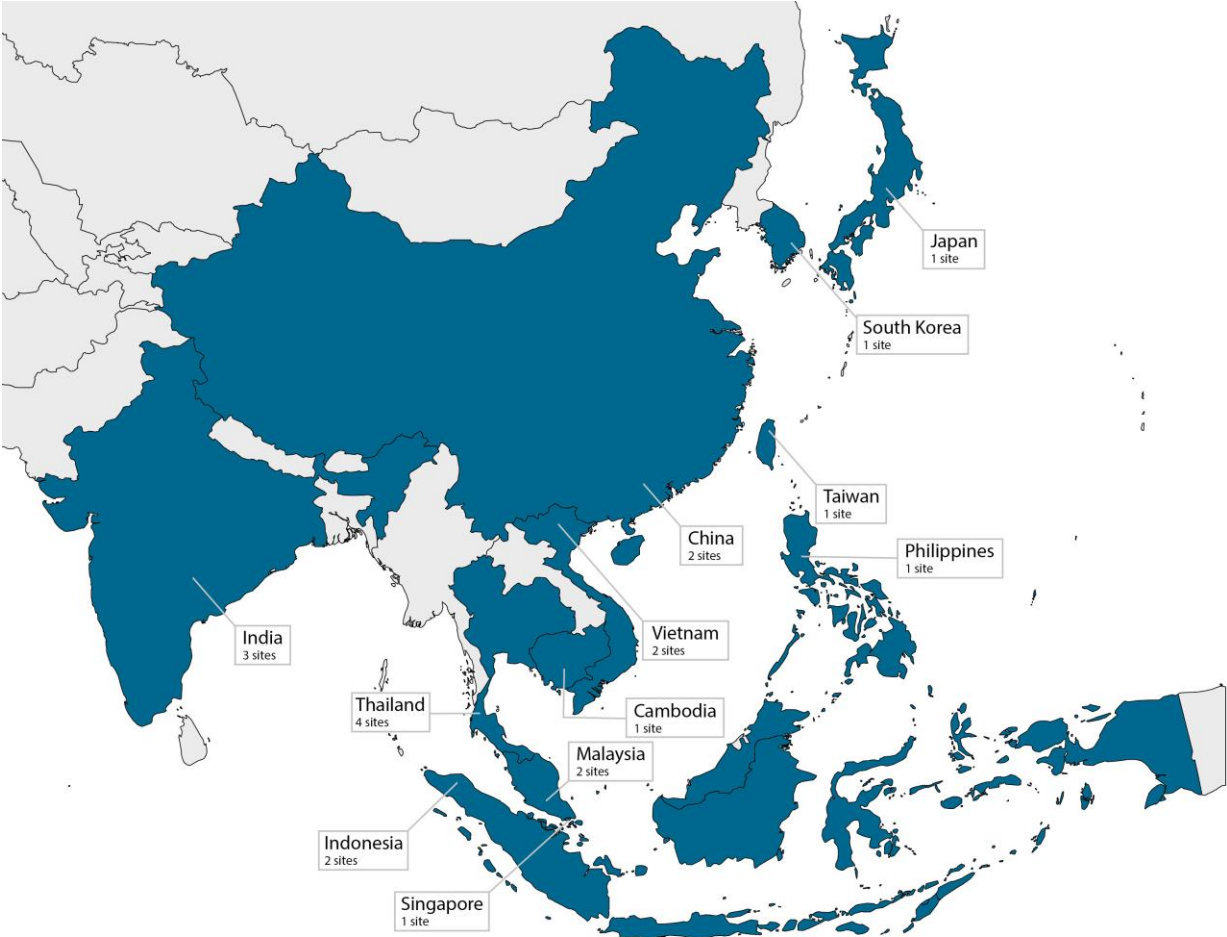 Japan
1 site
South Korea
1 site
Taiwan
1 site
China
2 sites
Philippines
1 site
India
3 sites
Vietnam
2 sites
Thailand
4 sites
Cambodia
1 site
Malaysia
2 sites
Indonesia
2 sites
Singapore
1 site